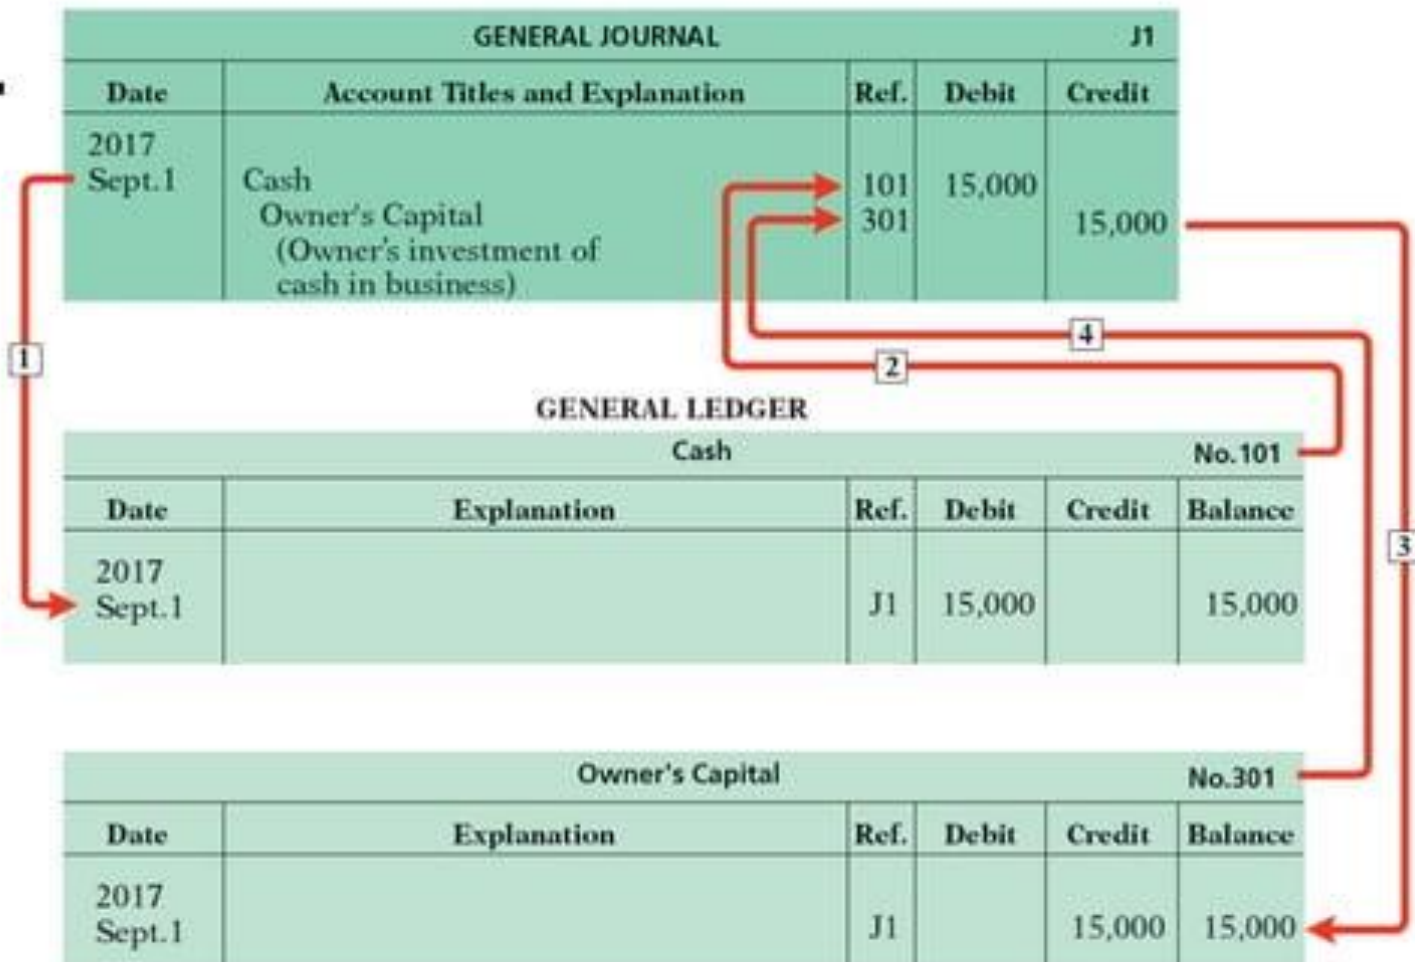 GENERAL JOURNAL J1
Date Account Titles and Explanation Ref. Debit Credit
2017
Sept.1 Cash 101 15,000
Owner's Capital 301 15,000
(Owner's investment of
cash in business)
4
1
2
GENERAL LEDGER
Cash No.101
Date Explanation Ref. Debit Credit Balance
3
2017
Sept.1 J1 15,000 15,000
Owner's Capital No.301
Date Explanation Ref. Debit Credit Balance
2017
Sept.1 J1 15,000 15,000